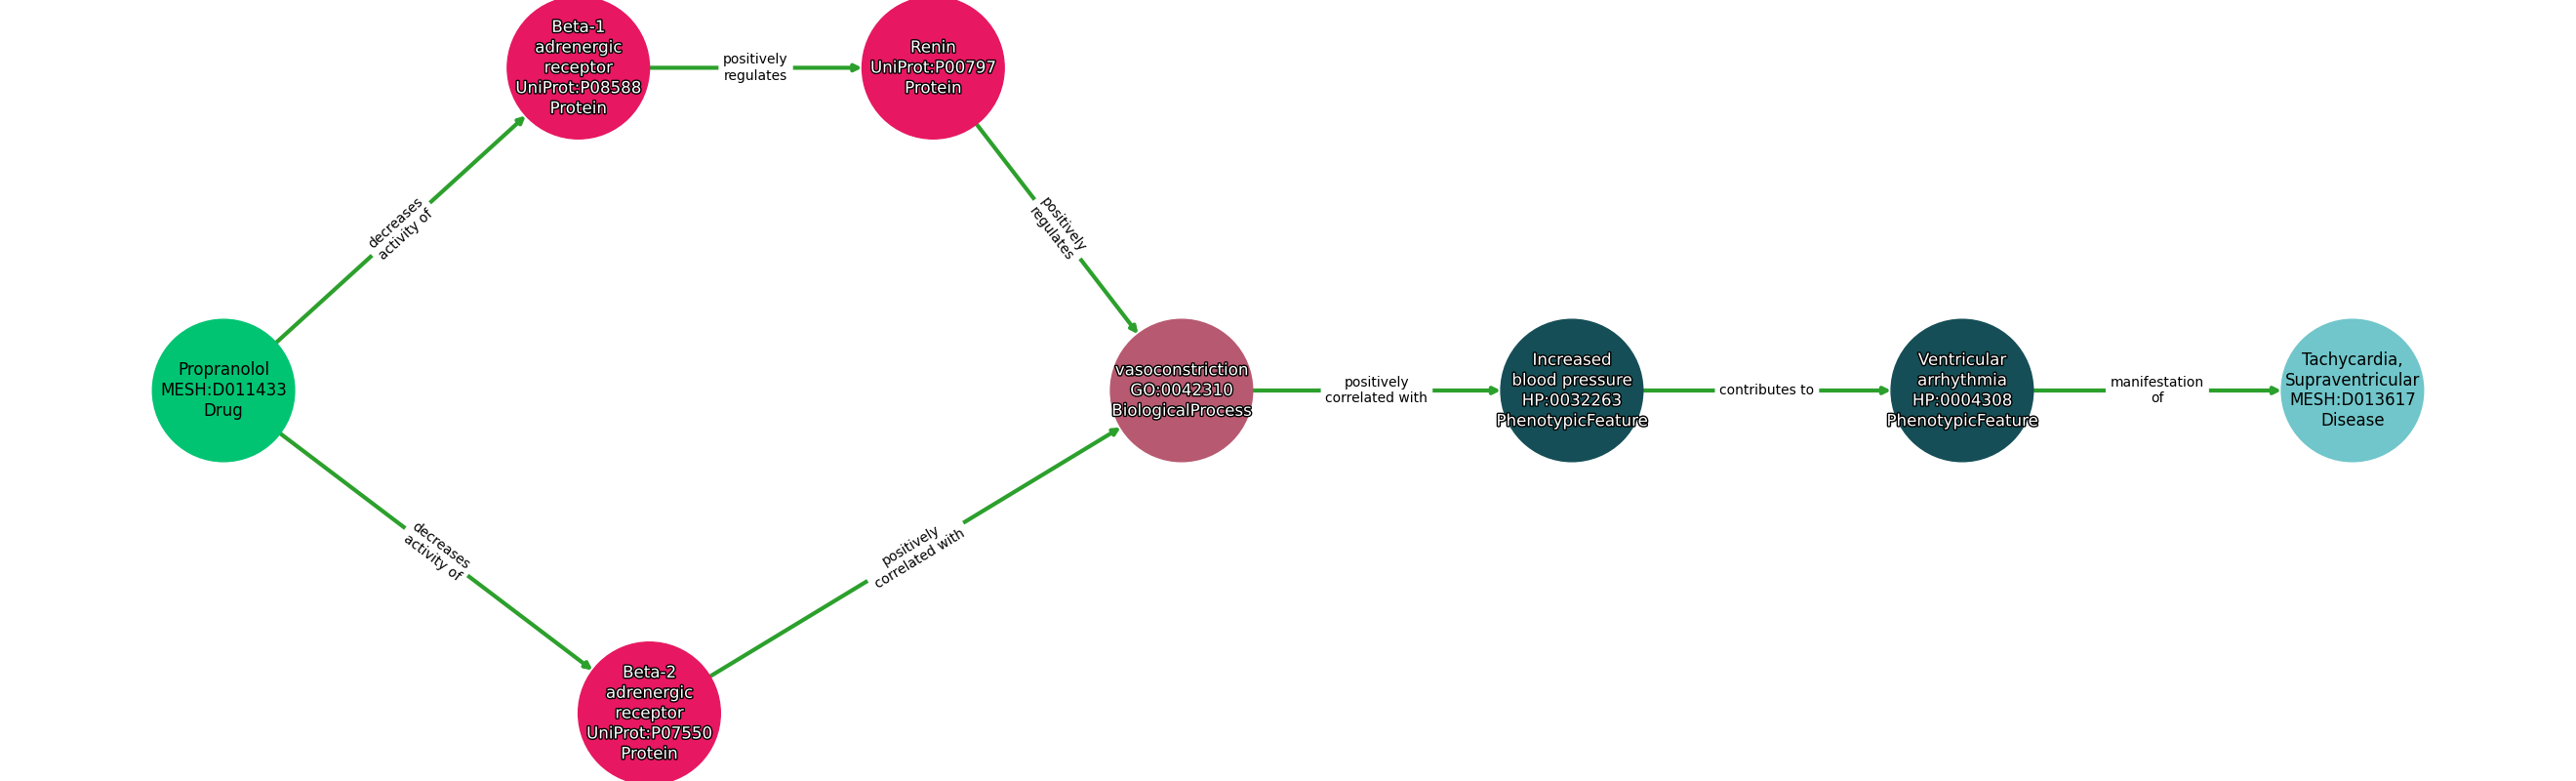 Beta-1
adrenergic
receptor
UniProt:P08588
Protein
positively
regulates
Renin
UniProt:P00797
Protein
decreases
activity of
positively
regulates
Propranolol
MESH:D011433
Drug
vasoconstriction
GO:0042310
BiologicalProcess
positively
correlated with
Increased
blood pressure
HP:0032263
PhenotypicFeature
contributes to
Ventricular
arrhythmia
HP:0004308
PhenotypicFeature
manifestation
of
Tachycardia,
Supraventricular
MESH:D013617
Disease
decreases
activity of
positively
correlated with
Beta-2
adrenergic
receptor
UniProt:P07550
Protein